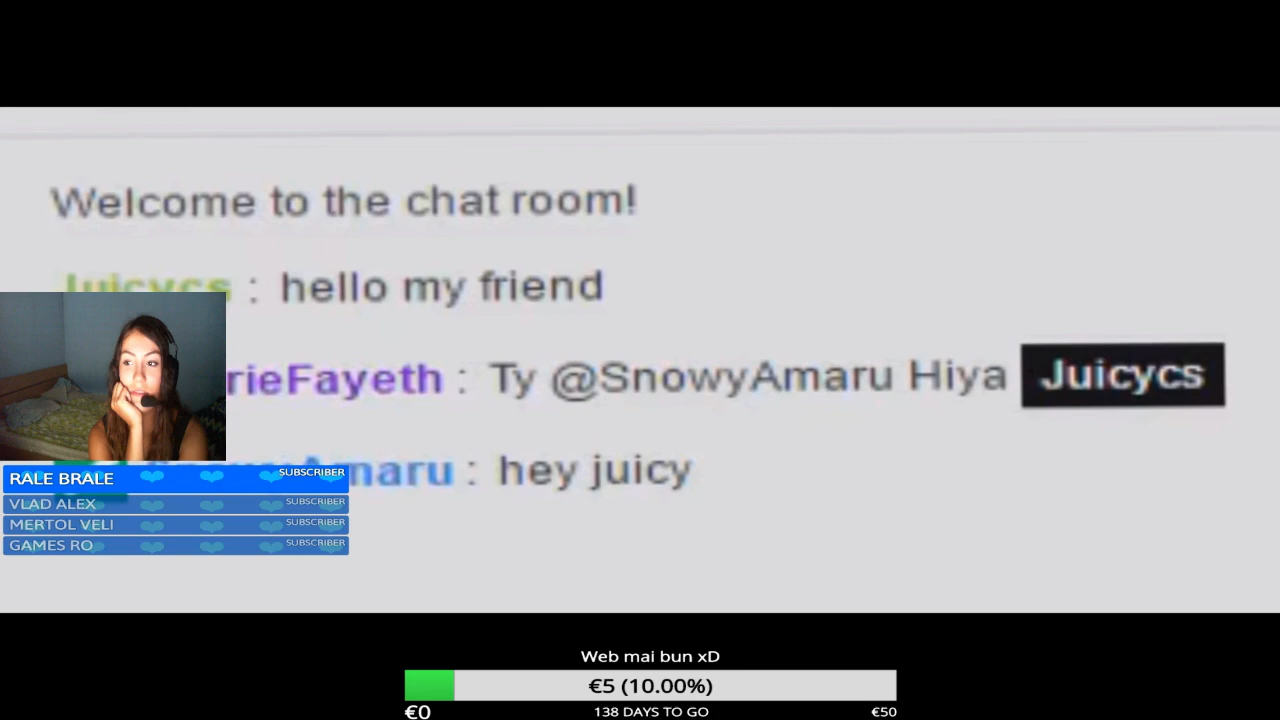 Welcome to the chat room!
Juicycs : hello my friend
rieFayeth : Ty @SnowyAmaru Hiya Juicycs
SnowyAmaru : hey juicy
RALE BRALE SUBSCRIBER
VLAD ALEX SUBSCRIBER
MERTOL VELI SUBSCRIBER
GAMES RO SUBSCRIBER
Web mai bun xD
€5 (10.00%)
€0 138 DAYS TO GO €50